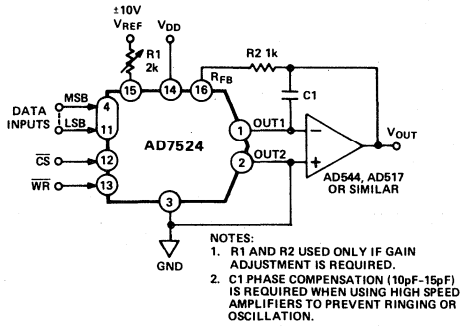 ±10V
VREF
VDD
R1
2k
R2 1k
15
14
16
RFB
C1
MSB
4
DATA
INPUTS
LSB
11
1
OUT1
−
VOUT
AD7524
CS
12
2
OUT2
+
WR
13
AD544, AD517
OR SIMILAR
3
GND
NOTES:
1. R1 AND R2 USED ONLY IF GAIN
ADJUSTMENT IS REQUIRED.
2. C1 PHASE COMPENSATION (10pF–15pF)
IS REQUIRED WHEN USING HIGH SPEED
AMPLIFIERS TO PREVENT RINGING OR
OSCILLATION.